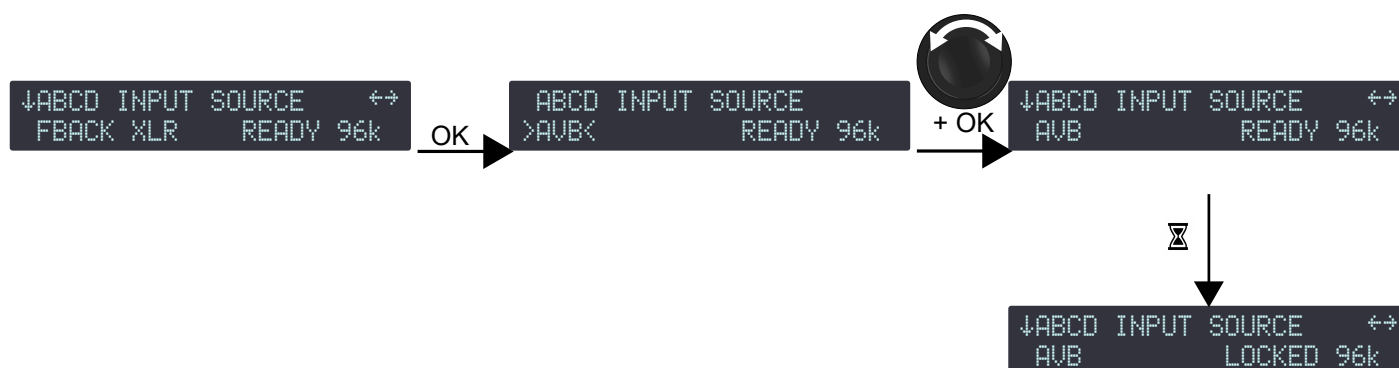 ↓ABCD INPUT SOURCE ←→
FBACK XLR READY 96k
OK
ABCD INPUT SOURCE
>AVB< READY 96k
+ OK
↓ABCD INPUT SOURCE ←→
AVB READY 96k
↓ABCD INPUT SOURCE ←→
AVB LOCKED 96k